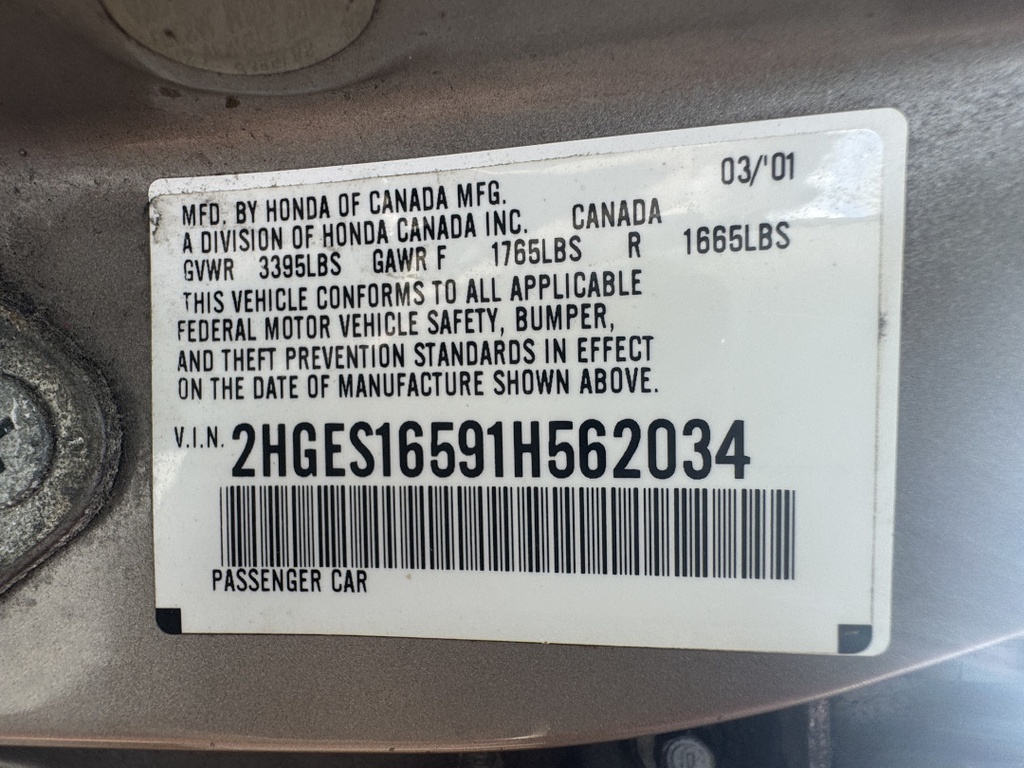 03/'01
MFD. BY HONDA OF CANADA MFG.
A DIVISION OF HONDA CANADA INC. CANADA
GVWR 3395LBS GAWR F 1765LBS R 1665LBS
THIS VEHICLE CONFORMS TO ALL APPLICABLE
FEDERAL MOTOR VEHICLE SAFETY, BUMPER,
AND THEFT PREVENTION STANDARDS IN EFFECT
ON THE DATE OF MANUFACTURE SHOWN ABOVE.
V.I.N. 2HGES16591H562034
PASSENGER CAR